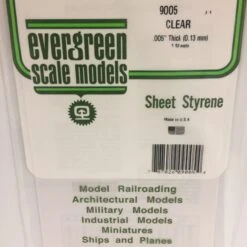 9005
CLEAR
.005" Thick (0.13 mm)
evergreen
scale models
Sheet Styrene
Made in U.S.A.
Model Railroading
Architectural Models
Military Models
Industrial Models
Miniatures
Ships and Planes